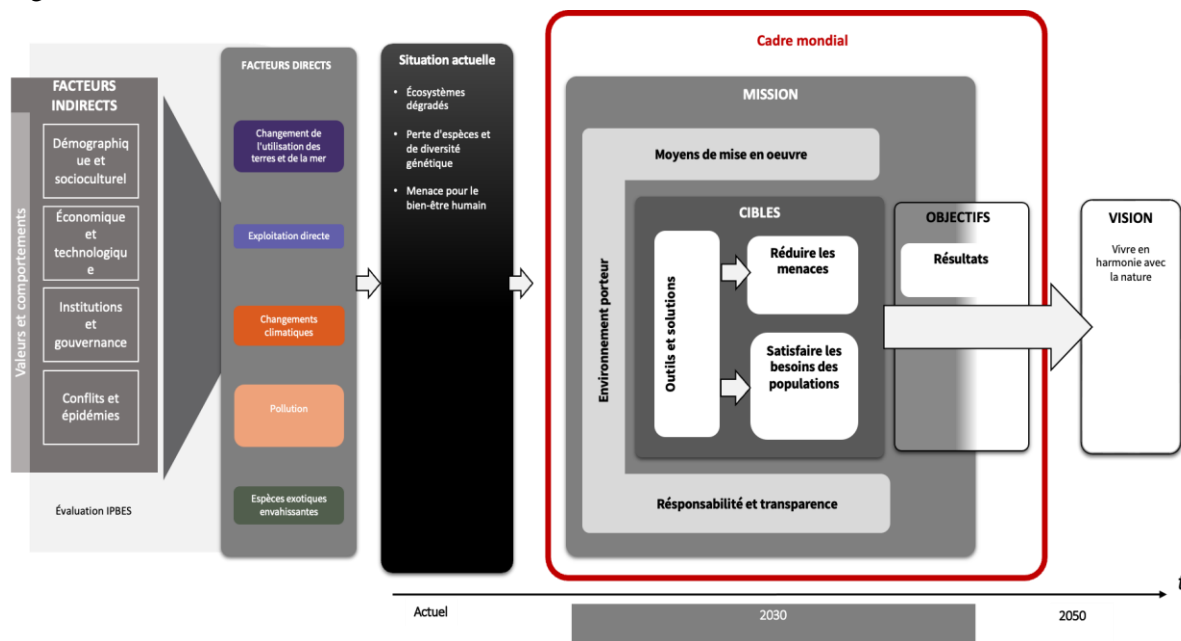 Cadre mondial
FACTEURS
INDIRECTS
Valeurs et comportements
Démographiq
ue et
socioculturel
Économique
et
technologiqu
e
Institutions
et
gouvernance
Conflits et
épidémies
Évaluation IPBES
FACTEURS DIRECTS
Changement de
l'utilisation des
terres et de la mer
Exploitation directe
Changements
climatiques
Pollution
Espèces exotiques
envahissantes
Situation actuelle
• Écosystèmes
dégradés
• Perte d'espèces et
de diversité
génétique
• Menace pour le
bien-être humain
MISSION
Moyens de mise en oeuvre
Environnement porteur
CIBLES
Outils et solutions
Réduire les
menaces
Satisfaire les
besoins des
populations
Résponsabilité et transparence
OBJECTIFS
Résultats
VISION
Vivre en
harmonie avec
la nature
t
Actuel
2030
2050